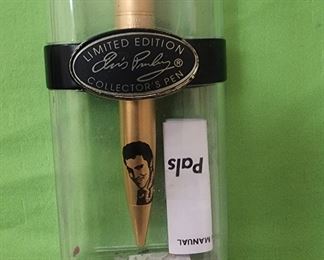 LIMITED EDITION
Elvis Presley®
COLLECTOR'S PEN
Pals
MANUAL